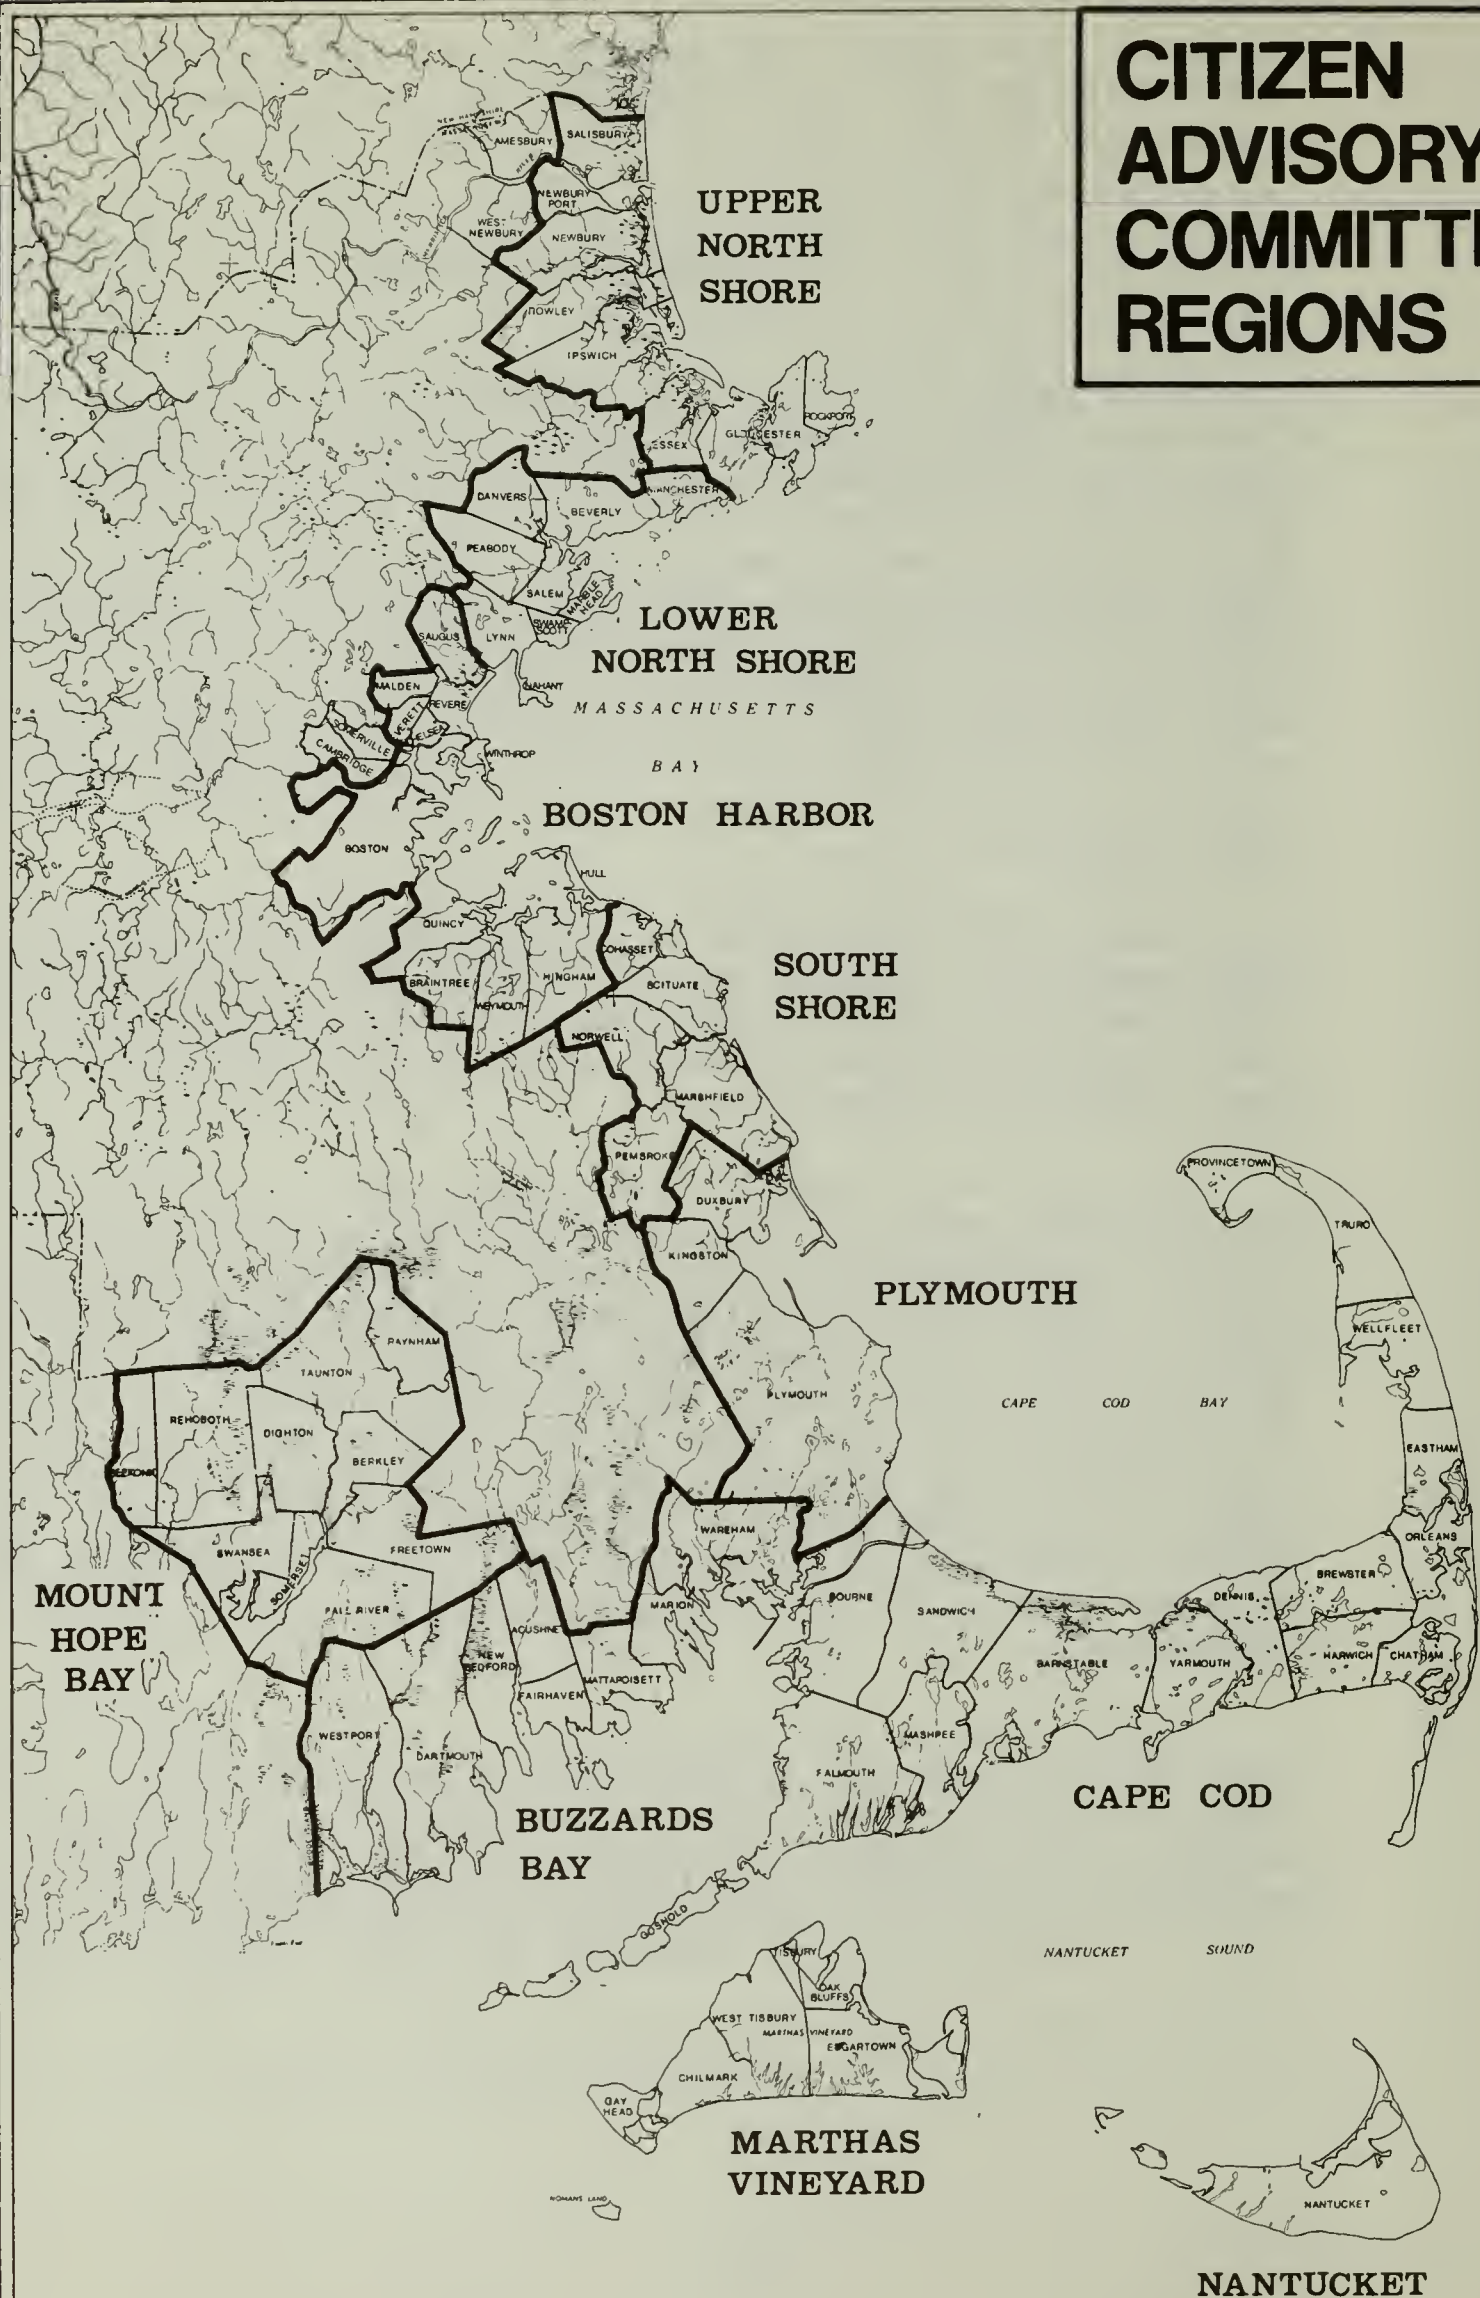 CITIZEN
ADVISORY
COMMITT
REGIONS
NEW HAMPSHIRE
AMESBURY
SALISBURY
NEWBURY
PORT
WEST
NEWBURY
NEWBURY
UPPER
NORTH
SHORE
ROWLEY
IPSWICH
ROCKPORT
GLOUCESTER
ESSEX
MANCHESTER
DANVERS
BEVERLY
PEABODY
SALEM
MARBLE
HEAD
SWAMP
SCOTT
LYNN
SAUGUS
LOWER
NORTH SHORE
NAHANT
MALDEN
REVERE
EVERETT
CHELSEA
SOMERVILLE
CAMBRIDGE
WINTHROP
MASSACHUSETTS
BAY
BOSTON HARBOR
BOSTON
HULL
QUINCY
COHASSET
HINGHAM
BRAINTREE
WEYMOUTH
SCITUATE
SOUTH
SHORE
NORWELL
MARSHFIELD
PEMBROKE
DUXBURY
KINGSTON
PROVINCETOWN
TRURO
PLYMOUTH
WELLFLEET
RAYNHAM
TAUNTON
PLYMOUTH
CAPE COD BAY
REHOBOTH
DIGHTON
BERKLEY
SEEKONK
EASTHAM
WAREHAM
ORLEANS
SWANSEA
FREETOWN
SOMERSET
MOUNT
HOPE
BAY
FALL RIVER
MARION
BOURNE
SANDWICH
BREWSTER
DENNIS
ACUSHNET
NEW
BEDFORD
MATTAPOISETT
FAIRHAVEN
BARNSTABLE
YARMOUTH
HARWICH
CHATHAM
WESTPORT
DARTMOUTH
MASHPEE
FALMOUTH
BUZZARDS
BAY
CAPE COD
GOSNOLD
NANTUCKET SOUND
TISBURY
OAK
BLUFFS
WEST TISBURY
MARTHAS VINEYARD
EDGARTOWN
CHILMARK
GAY
HEAD
MARTHAS
VINEYARD
NOMANS LAND
NANTUCKET
NANTUCKET